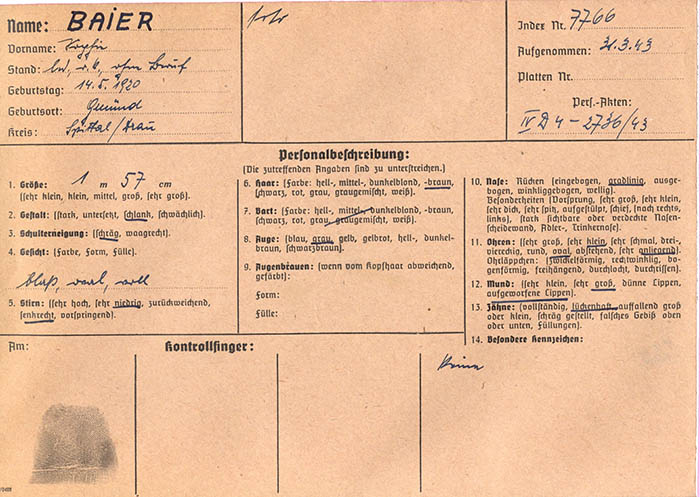 Name: BAIER
Vorname: Sophie
Stand: led., r. k., ohne Beruf
Geburtstag: 14. 5. 1920
Geburtsort: Gmünd
Kreis: Spittal/Drau
Index Nr. 7766
Aufgenommen: 31.3.43
Platten Nr.
Pers.-Akten:
IV D 4 - 2736/43
Personalbeschreibung:
(Die zutreffenden Angaben sind zu unterstreichen.)
1. Größe: 1 m 57 cm
(sehr klein, klein, mittel, groß, sehr groß).
2. Gestalt: (stark, untersetzt, schlank, schwächlich).
3. Schulterneigung: (schräg, waagrecht).
4. Gesicht: (Farbe, Form, Fülle).
blaß, oval, voll
5. Stirn: (sehr hoch, sehr niedrig, zurückweichend,
senkrecht, vorspringend).
6. Haar: (Farbe: hell-, mittel-, dunkelblond, -braun,
schwarz, rot, grau, graugemischt, weiß).
7. Bart: (Farbe: hell-, mittel-, dunkelblond, -braun,
schwarz, rot, grau, graugemischt, weiß).
8. Auge: (blau, grau, gelb, gelbrot, hell-, dunkel-
braun, schwarzbraun).
9. Augenbrauen: (wenn vom Kopfhaar abweichend,
gefärbt):
Form:
Fülle:
10. Nase: Rücken (eingebogen, gradlinig, ausge-
bogen, winkliggebogen, wellig).
Besonderheiten (Vorsprung, sehr groß, sehr klein,
sehr dick, sehr spitz, aufgestülpt, schief, (nach rechts,
links), stark sichtbare oder verdeckte Nasen-
scheidewand, Adler-, Trinkernase).
11. Ohren: (sehr groß, sehr klein, sehr schmal, drei-,
viereckig, rund, oval, abstehend, sehr anliegend).
Ohrläppchen: (zwickelförmig, rechtwinklig, bo-
genförmig, freihängend, durchlocht, durchrissen).
12. Mund: (sehr klein, sehr groß, dünne Lippen,
aufgeworfene Lippen).
13. Zähne: (vollständig, lückenhaft, auffallend groß
oder klein, schräg gestellt, falsches Gebiß oben
oder unten, Füllungen).
14. Besondere Kennzeichen:
keine
Am:
Kontrollfinger: